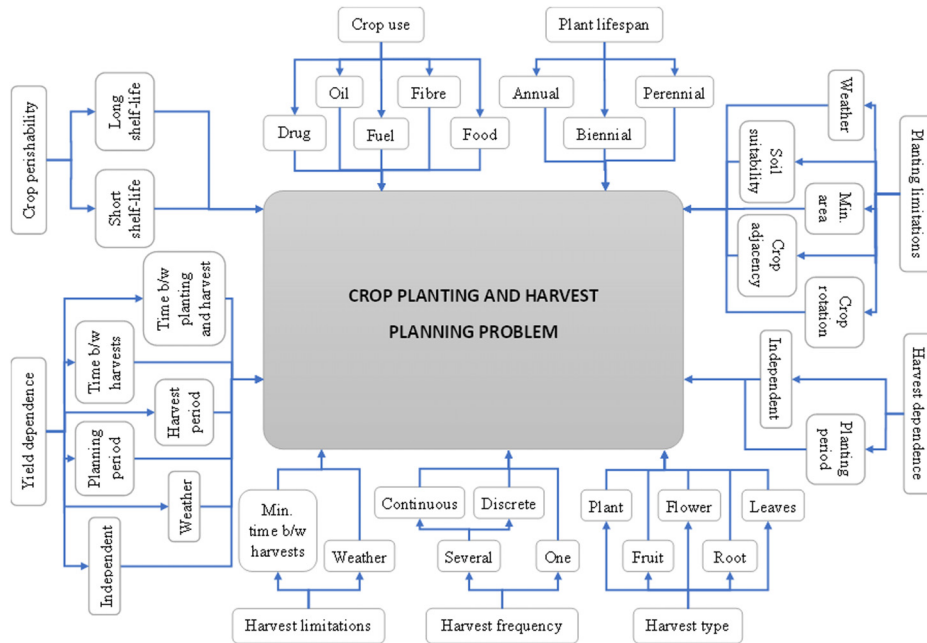 Crop use
Oil
Fibre
Drug
Fuel
Food
Plant lifespan
Annual
Perennial
Biennial
Crop perishability
Long
shelf-life
Short
shelf-life
Planting limitations
Weather
Soil
suitability
Min.
area
Crop
adjacency
Crop
rotation
CROP PLANTING AND HARVEST
PLANNING PROBLEM
Yield dependence
Time b/w
planting
and harvest
Time b/w
harvests
Harvest
period
Planning
period
Weather
Independent
Harvest dependence
Independent
Planting
period
Min.
time b/w
harvests
Weather
Harvest limitations
Continuous
Discrete
Several
One
Harvest frequency
Plant
Flower
Leaves
Fruit
Root
Harvest type